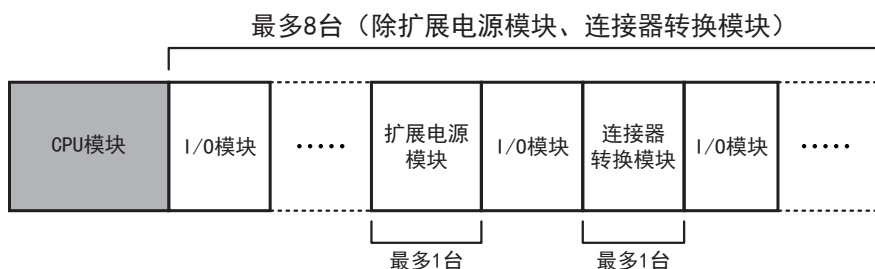 最多8台（除扩展电源模块、连接器转换模块）
CPU模块
I/O模块
·····
扩展电源
模块
I/O模块
连接器
转换模块
I/O模块
·····
最多1台
最多1台